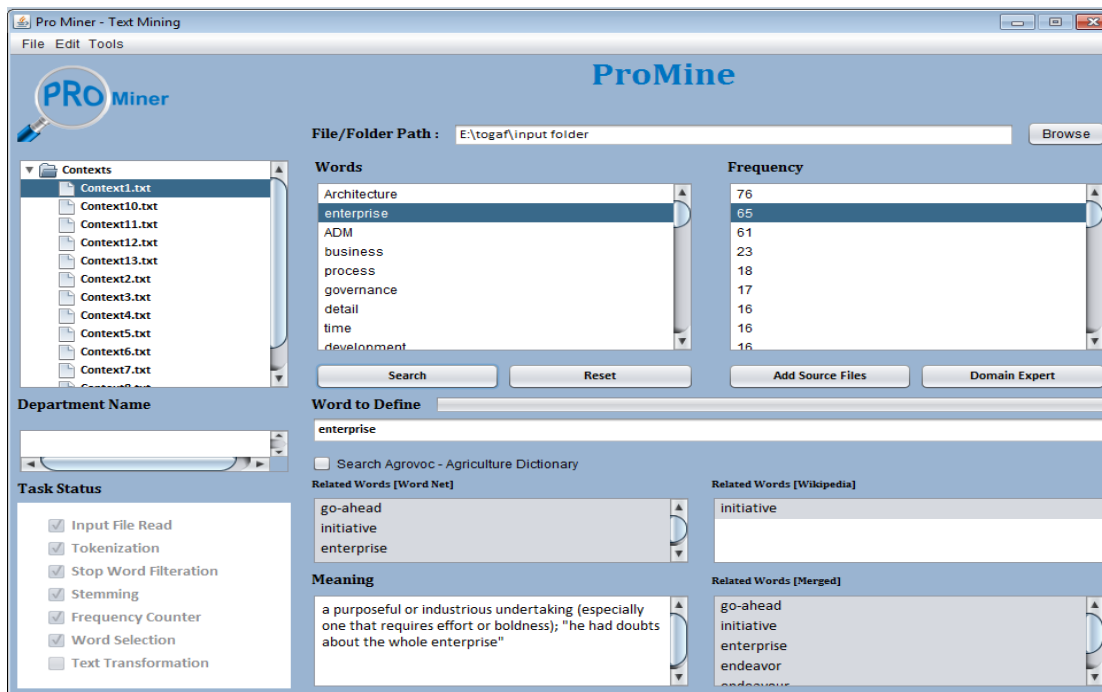 Pro Miner - Text Mining
File Edit Tools
PRO Miner
ProMine
File/Folder Path : E:\togaf\input folder Browse
Contexts
Context1.txt
Context10.txt
Context11.txt
Context12.txt
Context13.txt
Context2.txt
Context3.txt
Context4.txt
Context5.txt
Context6.txt
Context7.txt
Words
Architecture
enterprise
ADM
business
process
governance
detail
time
development
Frequency
76
65
61
23
18
17
16
16
16
Search Reset Add Source Files Domain Expert
Department Name
Word to Define
enterprise
Search Agrovoc - Agriculture Dictionary
Task Status
Input File Read
Tokenization
Stop Word Filteration
Stemming
Frequency Counter
Word Selection
Text Transformation
Related Words [Word Net]
go-ahead
initiative
enterprise
Related Words [Wikipedia]
initiative
Meaning
a purposeful or industrious undertaking (especially
one that requires effort or boldness); "he had doubts
about the whole enterprise"
Related Words [Merged]
go-ahead
initiative
enterprise
endeavor
endeavour